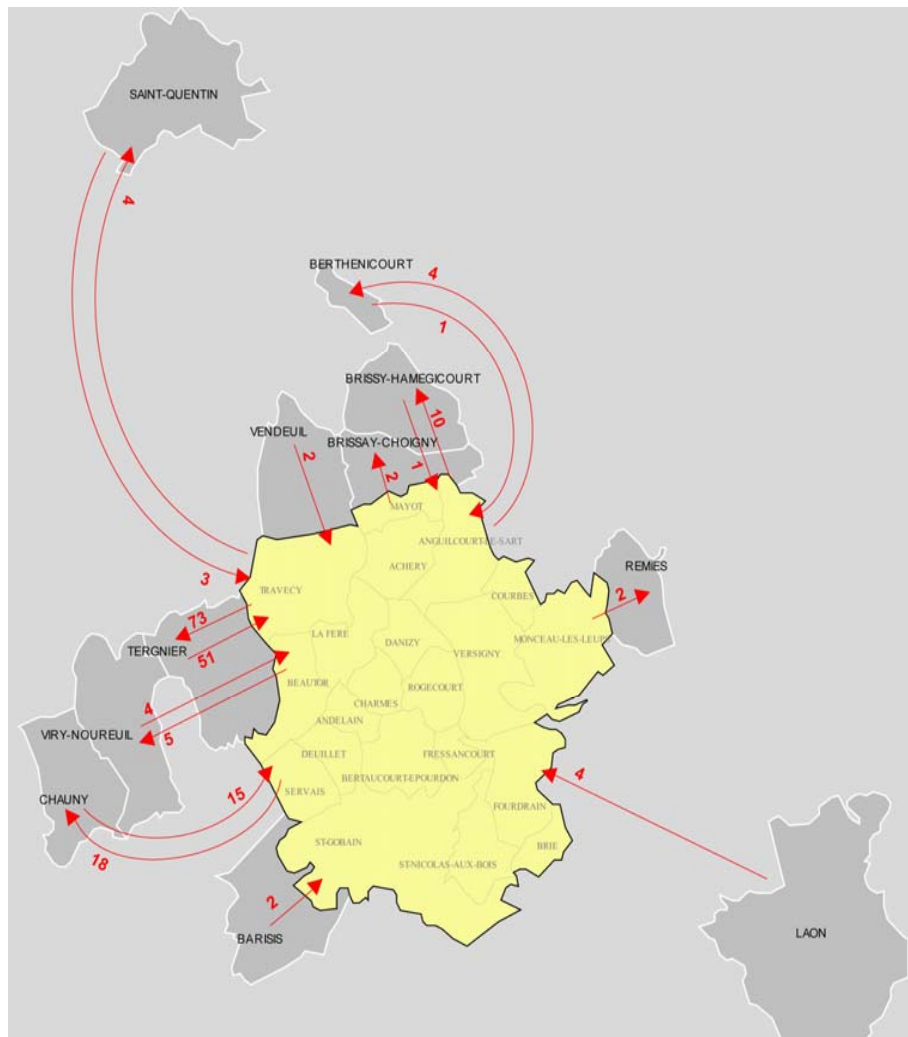 SAINT-QUENTIN
4
BERTHENICOURT
4
1
BRISSY-HAMEGICOURT
10
VENDEUIL
BRISSAY-CHOIGNY
2
1
2
MAYOT
ANGUILCOURT-LE-SART
ACHERY
REMIES
3
TRAVECY
COURBES
2
73
LA FERE
TERGNIER
51
DANIZY
MONCEAU-LES-LEUPS
VERSIGNY
BEAUTOR
ROGECOURT
4
CHARMES
VIRY-NOUREUIL
5
ANDELAIN
DEUILLET
FRESSANCOURT
BERTAUCOURT-EPOURDON
4
CHAUNY
15
SERVAIS
FOURDRAIN
ST-GOBAIN
BRIE
18
ST-NICOLAS-AUX-BOIS
2
BARISIS
LAON